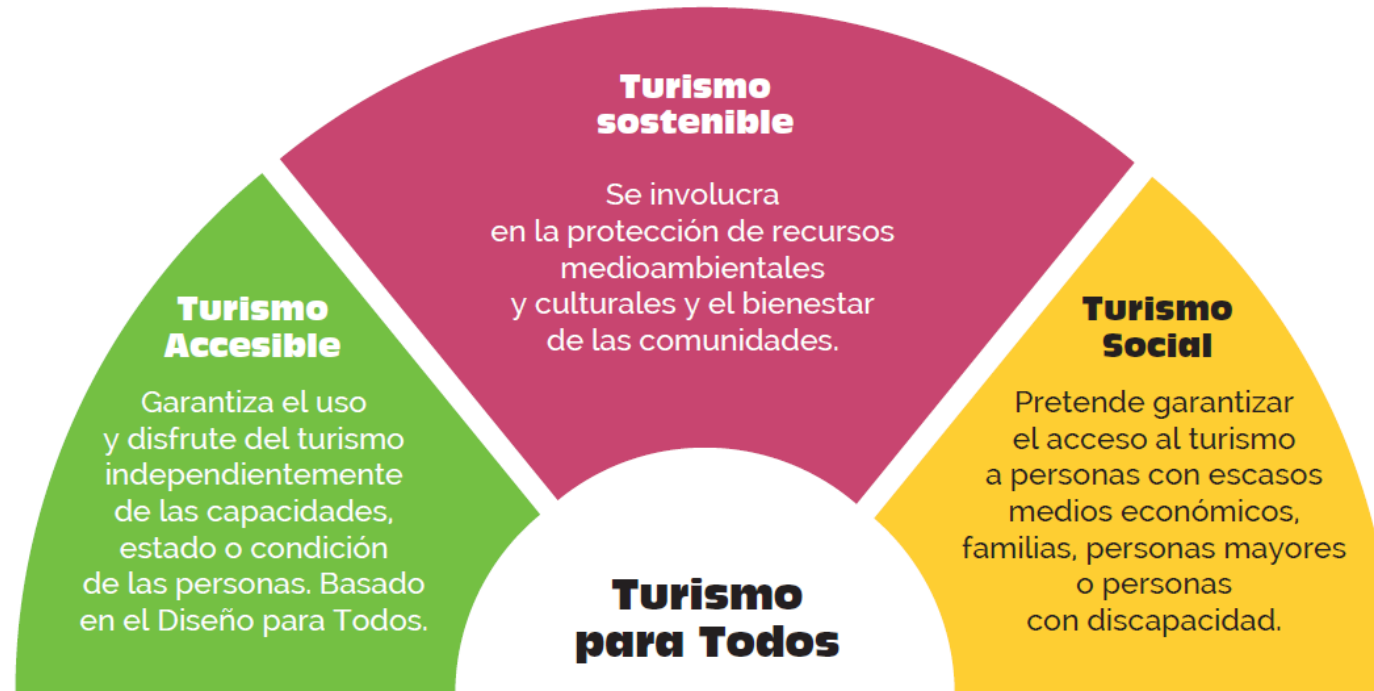 Turismo
sostenible
Se involucra
en la protección de recursos
medioambientales
y culturales y el bienestar
de las comunidades.
Turismo
Accesible
Garantiza el uso
y disfrute del turismo
independientemente
de las capacidades,
estado o condición
de las personas. Basado
en el Diseño para Todos.
Turismo
Social
Pretende garantizar
el acceso al turismo
a personas con escasos
medios económicos,
familias, personas mayores
o personas
con discapacidad.
Turismo
para Todos